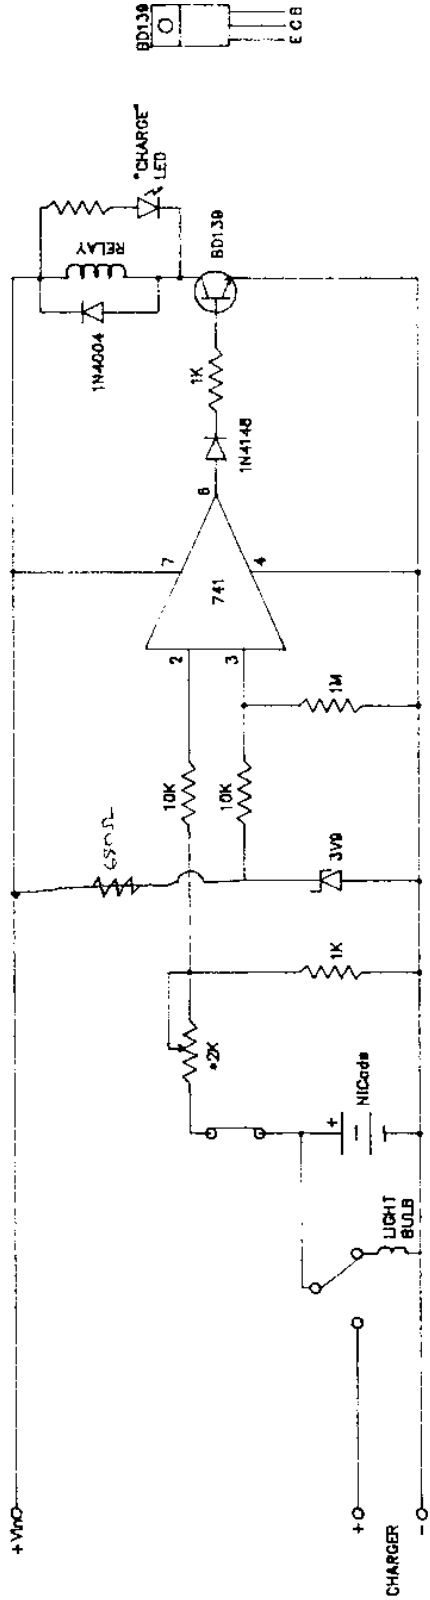 +Vin
CHARGER
+
-
LIGHT
BULB
+
-
NICads
*2K
1K
680Ω
3V9
10K
10K
1M
2
3
741
7
4
6
1N4148
1K
BD139
1N4004
RELAY
"CHARGE"
LED
BD139
E C B